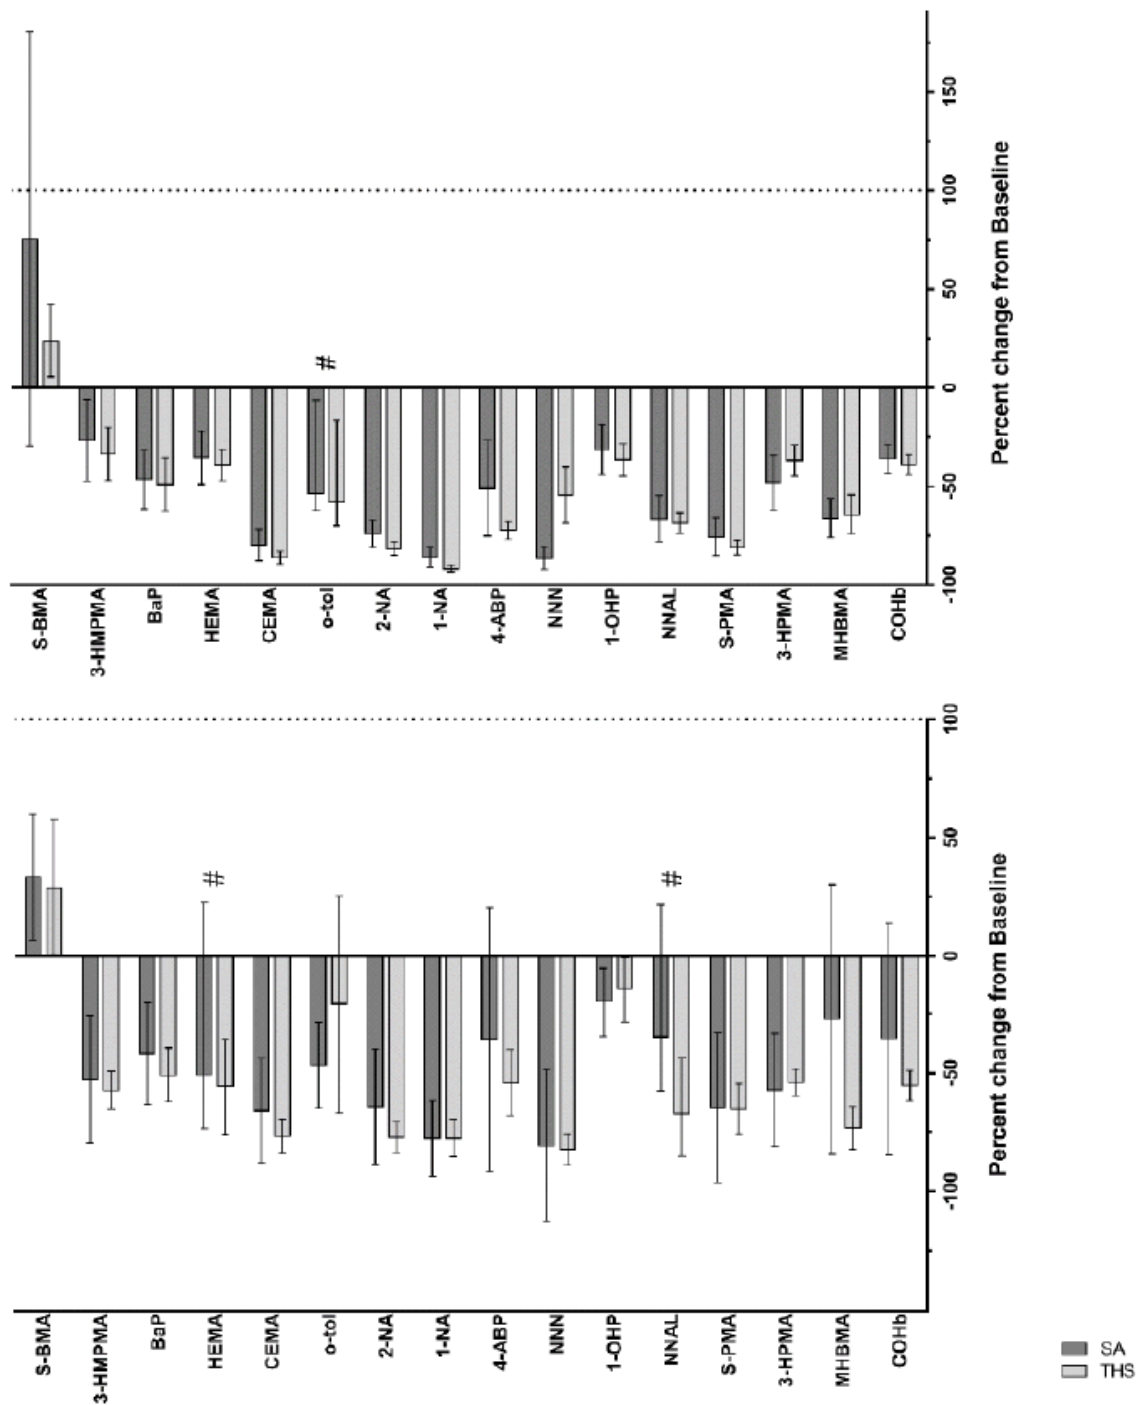 150
100
50
0
-50
-100
Percent change from Baseline
#
S-BMA
3-HMPMA
BaP
HEMA
CEMA
o-tol
2-NA
1-NA
4-ABP
NNN
1-OHP
NNAL
S-PMA
3-HPMA
MHBMA
COHb
100
50
0
-50
-100
Percent change from Baseline
#
#
S-BMA
3-HMPMA
BaP
HEMA
CEMA
o-tol
2-NA
1-NA
4-ABP
NNN
1-OHP
NNAL
S-PMA
3-HPMA
MHBMA
COHb
SA
THS